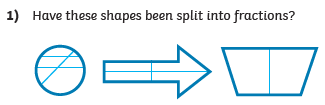 1) Have these shapes been split into fractions?